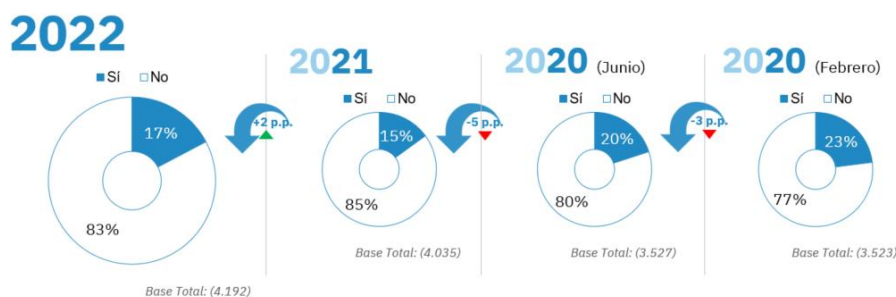 2022
Sí No
17%
83%
Base Total: (4.192)
+2 p.p.
2021
Sí No
15%
85%
Base Total: (4.035)
-5 p.p.
2020 (Junio)
Sí No
20%
80%
Base Total: (3.527)
-3 p.p.
2020 (Febrero)
Sí No
23%
77%
Base Total: (3.523)